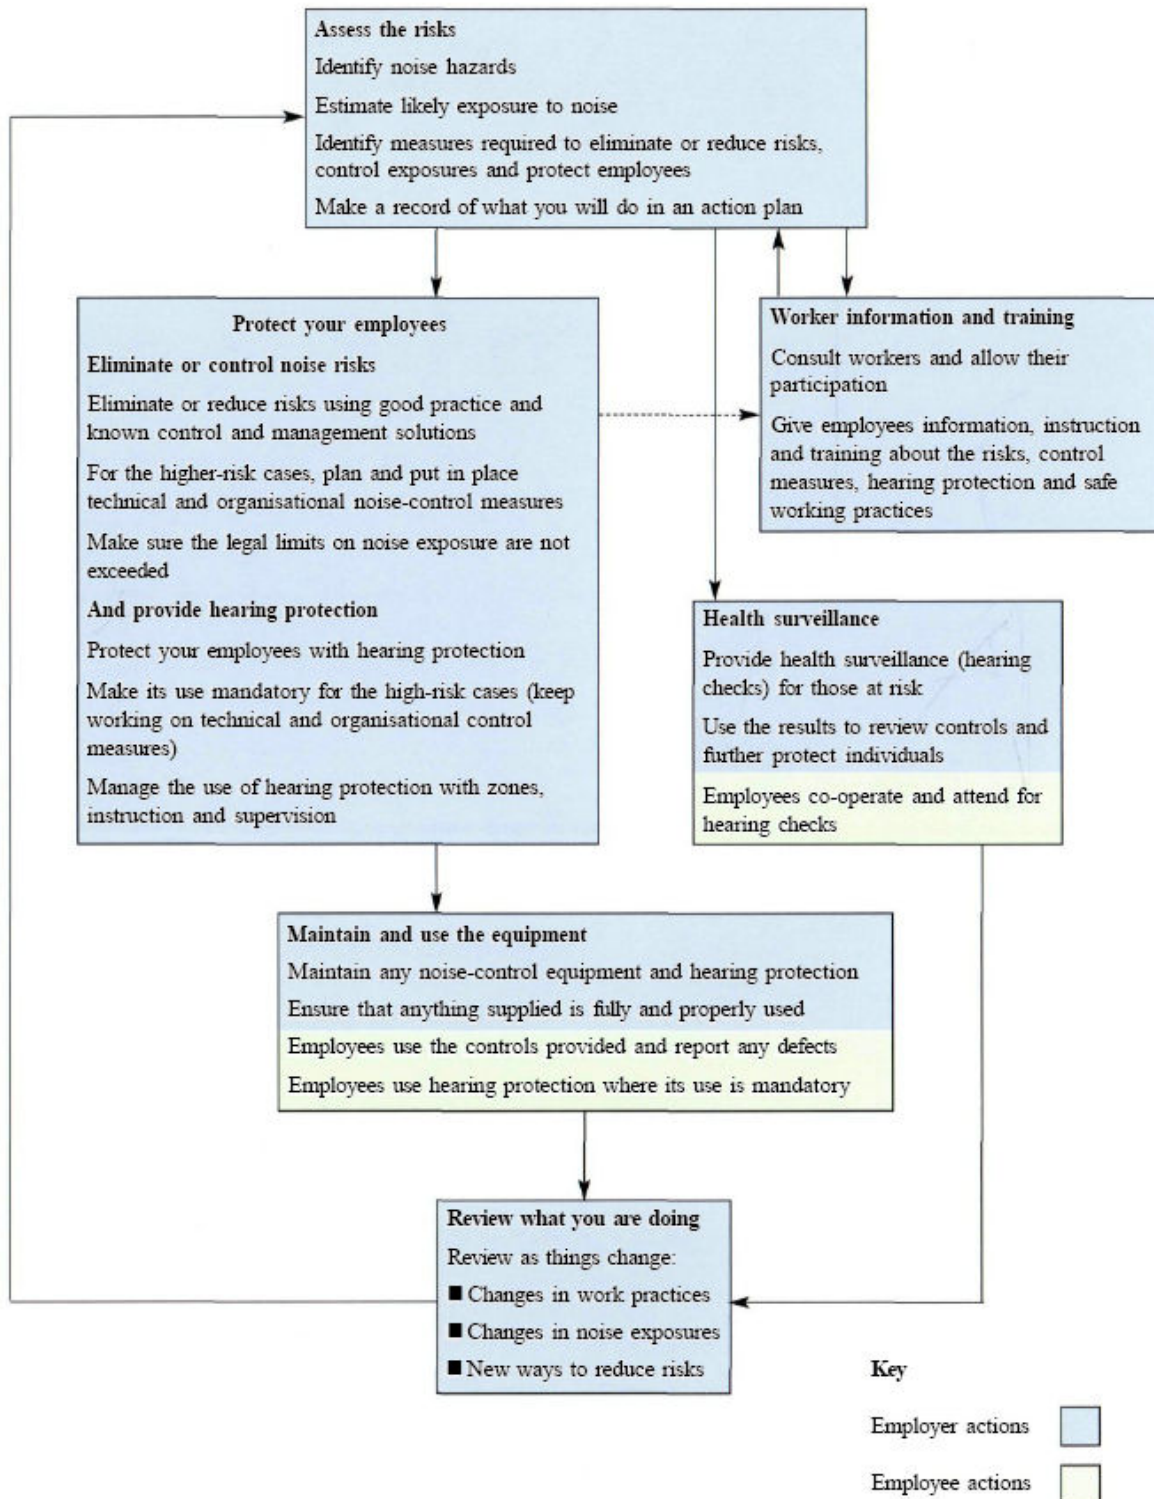 Assess the risks
Identify noise hazards
Estimate likely exposure to noise
Identify measures required to eliminate or reduce risks,
control exposures and protect employees
Make a record of what you will do in an action plan
Protect your employees
Eliminate or control noise risks
Eliminate or reduce risks using good practice and
known control and management solutions
For the higher-risk cases, plan and put in place
technical and organisational noise-control measures
Make sure the legal limits on noise exposure are not
exceeded
And provide hearing protection
Protect your employees with hearing protection
Make its use mandatory for the high-risk cases (keep
working on technical and organisational control
measures)
Manage the use of hearing protection with zones,
instruction and supervision
Worker information and training
Consult workers and allow their
participation
Give employees information, instruction
and training about the risks, control
measures, hearing protection and safe
working practices
Health surveillance
Provide health surveillance (hearing
checks) for those at risk
Use the results to review controls and
further protect individuals
Employees co-operate and attend for
hearing checks
Maintain and use the equipment
Maintain any noise-control equipment and hearing protection
Ensure that anything supplied is fully and properly used
Employees use the controls provided and report any defects
Employees use hearing protection where its use is mandatory
Review what you are doing
Review as things change:
■ Changes in work practices
■ Changes in noise exposures
■ New ways to reduce risks
Key
Employer actions
Employee actions